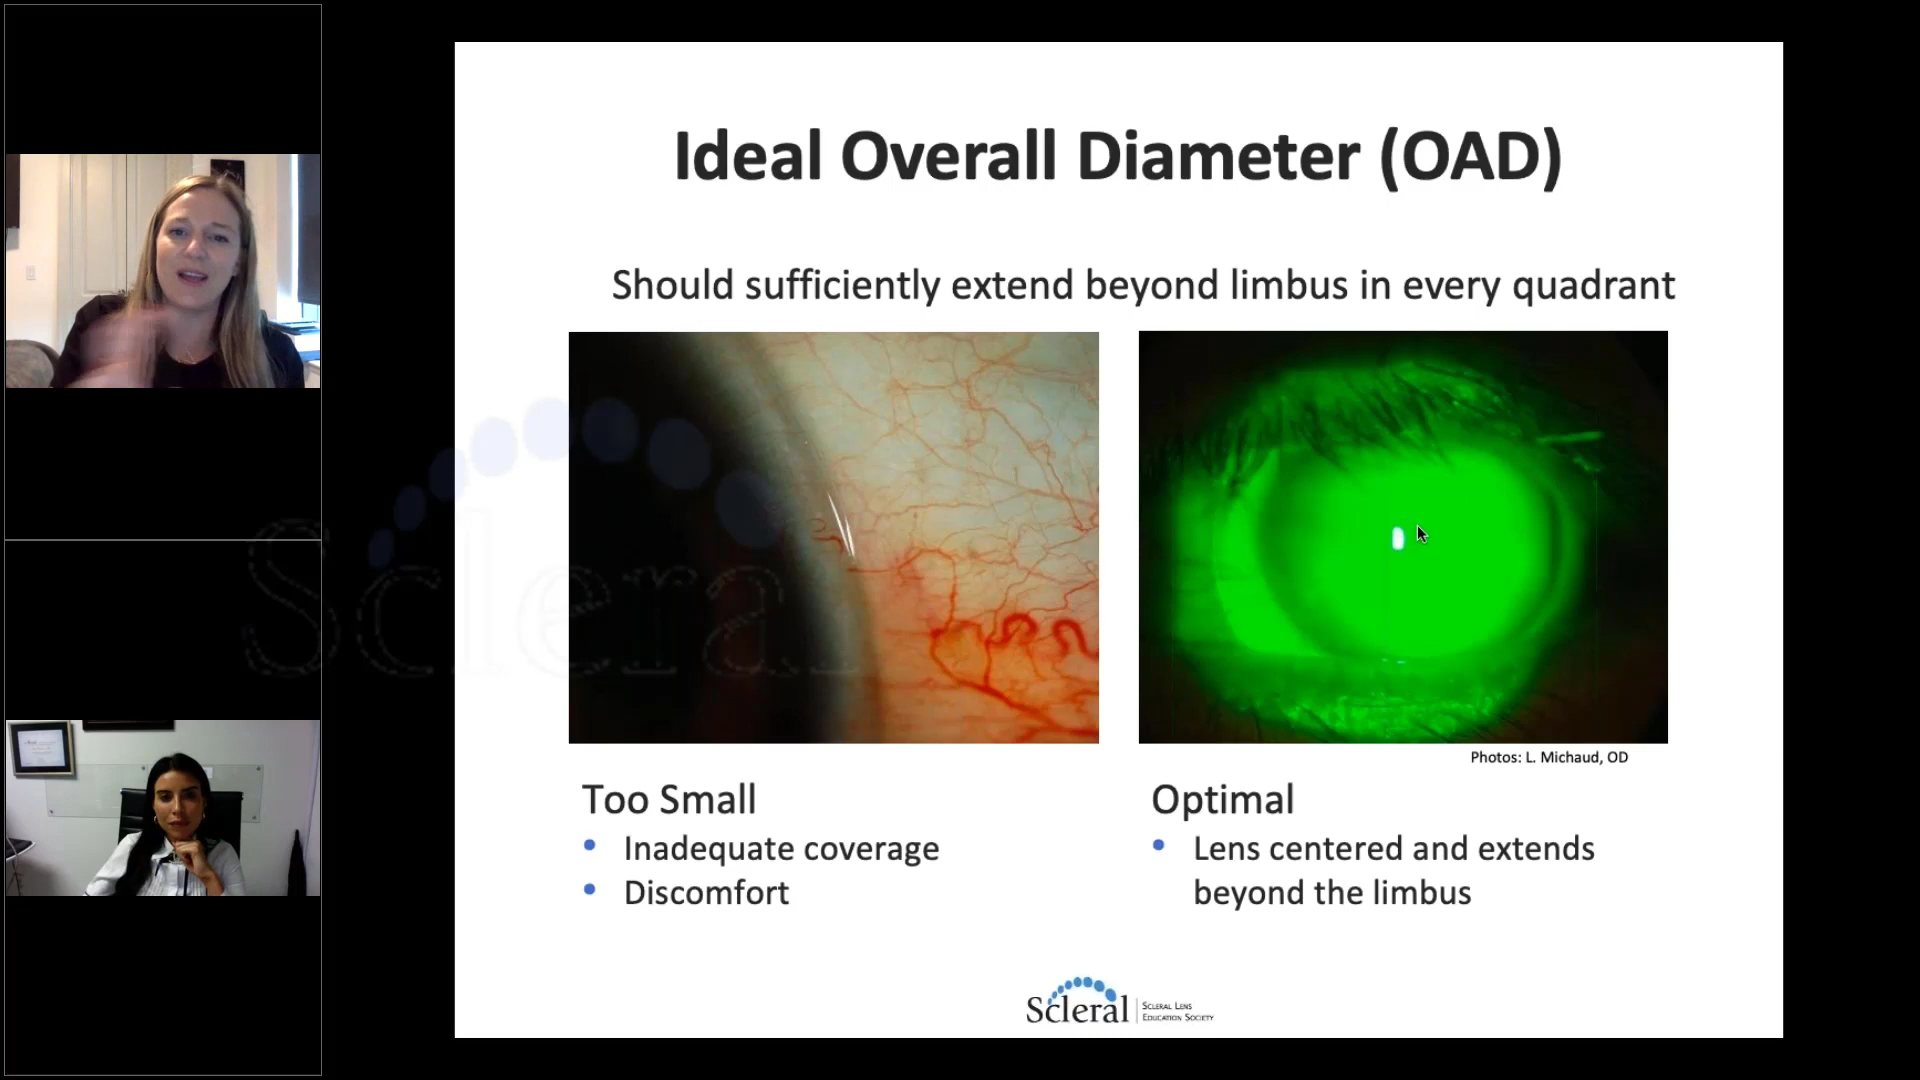 Ideal Overall Diameter (OAD)
Should sufficiently extend beyond limbus in every quadrant
Photos: L. Michaud, OD
Too Small
• Inadequate coverage
• Discomfort
Optimal
• Lens centered and extends
beyond the limbus
Scleral
Scleral
SCLERAL LENS
EDUCATION SOCIETY